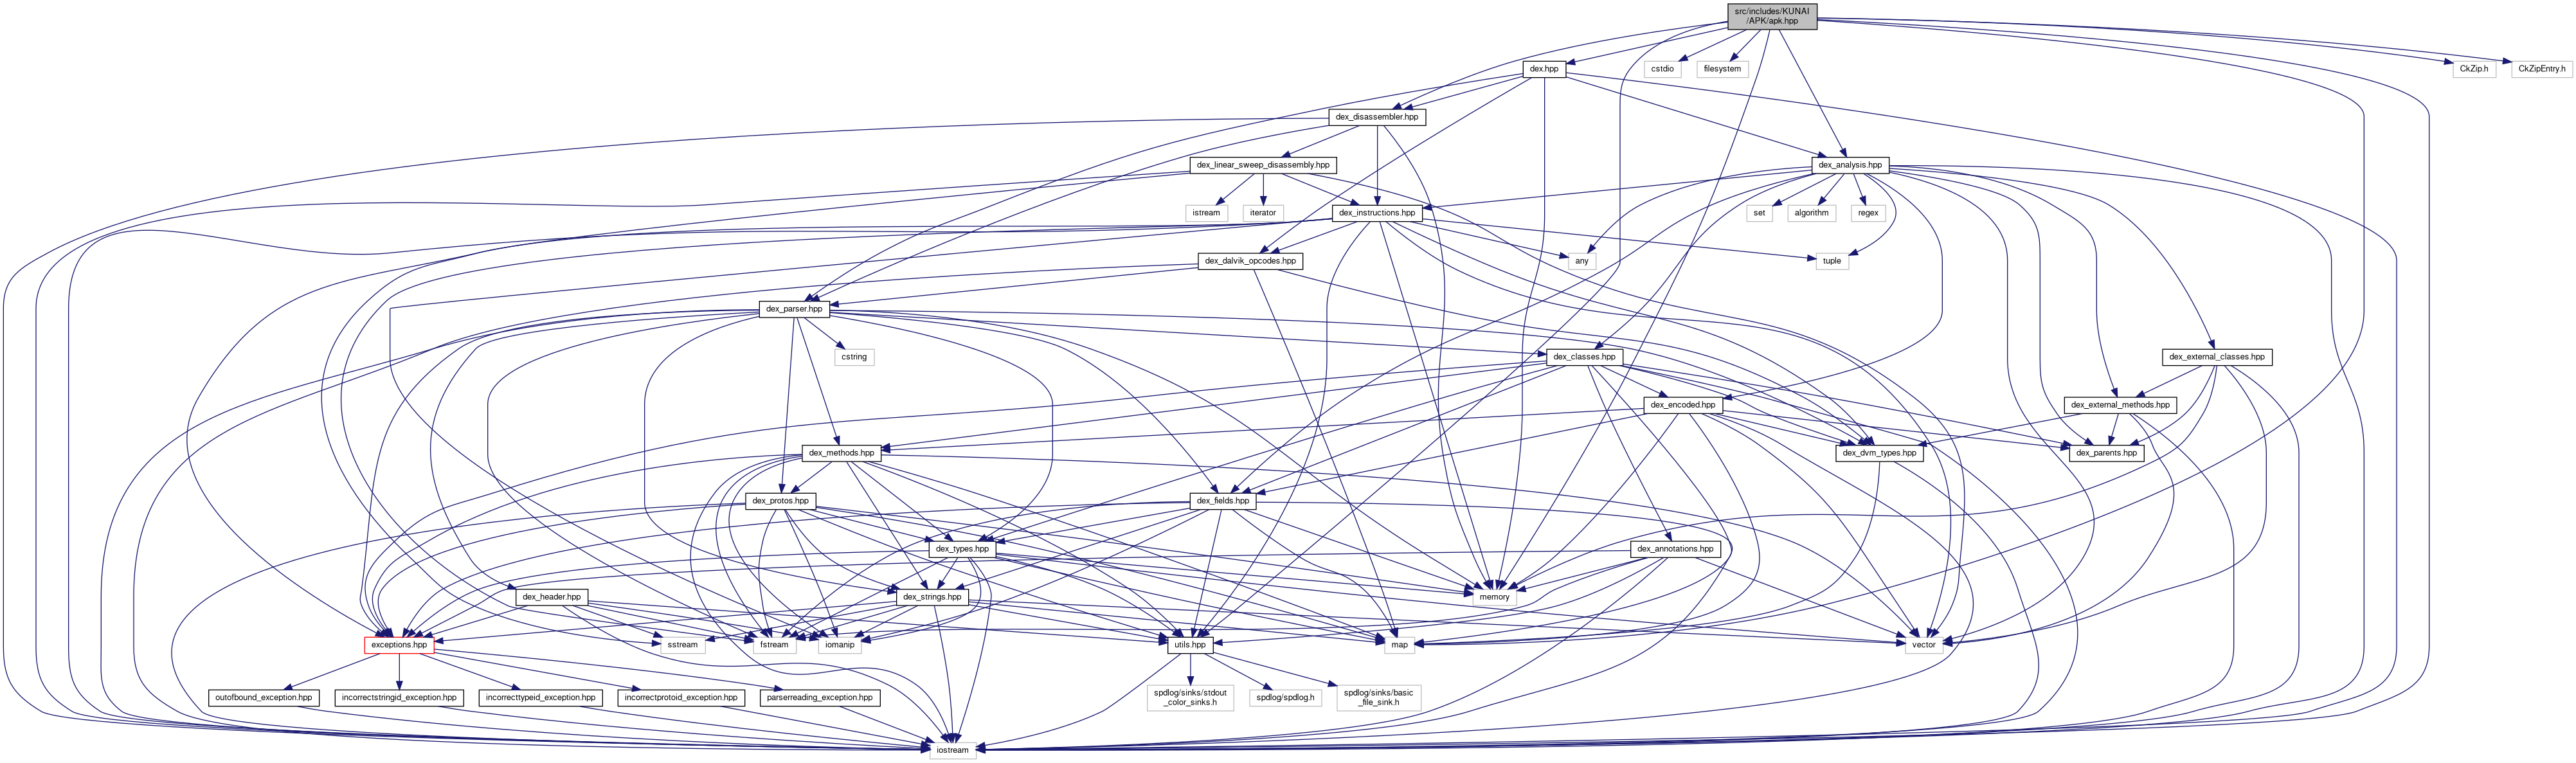 src/includes/KUNAI
/APK/apk.hpp
dex.hpp
cstdio
filesystem
CkZip.h
CkZipEntry.h
dex_disassembler.hpp
dex_linear_sweep_disassembly.hpp
dex_analysis.hpp
istream
iterator
dex_instructions.hpp
set
algorithm
regex
dex_dalvik_opcodes.hpp
any
tuple
dex_parser.hpp
cstring
dex_classes.hpp
dex_external_classes.hpp
dex_encoded.hpp
dex_external_methods.hpp
dex_methods.hpp
dex_dvm_types.hpp
dex_parents.hpp
dex_protos.hpp
dex_fields.hpp
dex_types.hpp
dex_annotations.hpp
dex_header.hpp
dex_strings.hpp
memory
exceptions.hpp
sstream
fstream
iomanip
utils.hpp
map
vector
outofbound_exception.hpp
incorrectstringid_exception.hpp
incorrecttypeid_exception.hpp
incorrectprotoid_exception.hpp
parserreading_exception.hpp
spdlog/sinks/stdout
_color_sinks.h
spdlog/spdlog.h
spdlog/sinks/basic
_file_sink.h
iostream